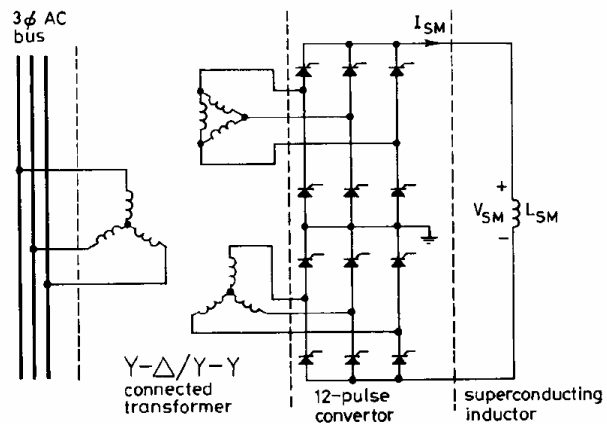 3ϕ AC
bus
I_SM
+
V_SM
L_SM
−
Y-Δ/Y-Y
connected
transformer
12-pulse
convertor
superconducting
inductor